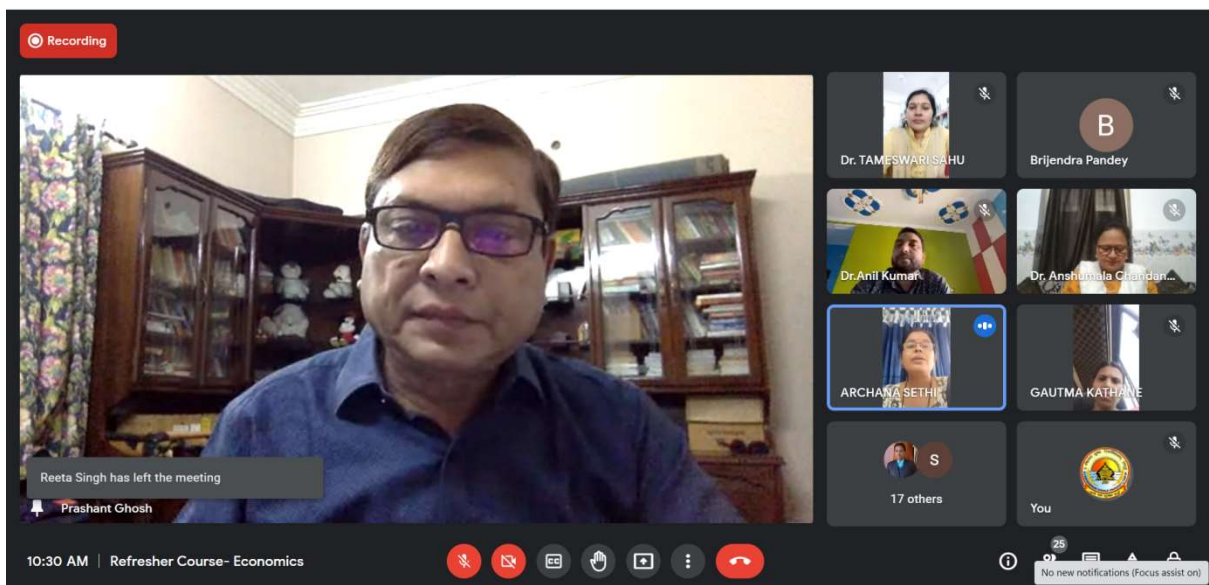 Recording
Dr. TAMESWARI SAHU
B
Brijendra Pandey
Dr.Anil Kumar
Dr. Anshumala Chandan...
ARCHANA SETHI
GAUTMA KATHANE
S
17 others
You
Reeta Singh has left the meeting
Prashant Ghosh
10:30 AM | Refresher Course- Economics
CC
25
No new notifications (Focus assist on)